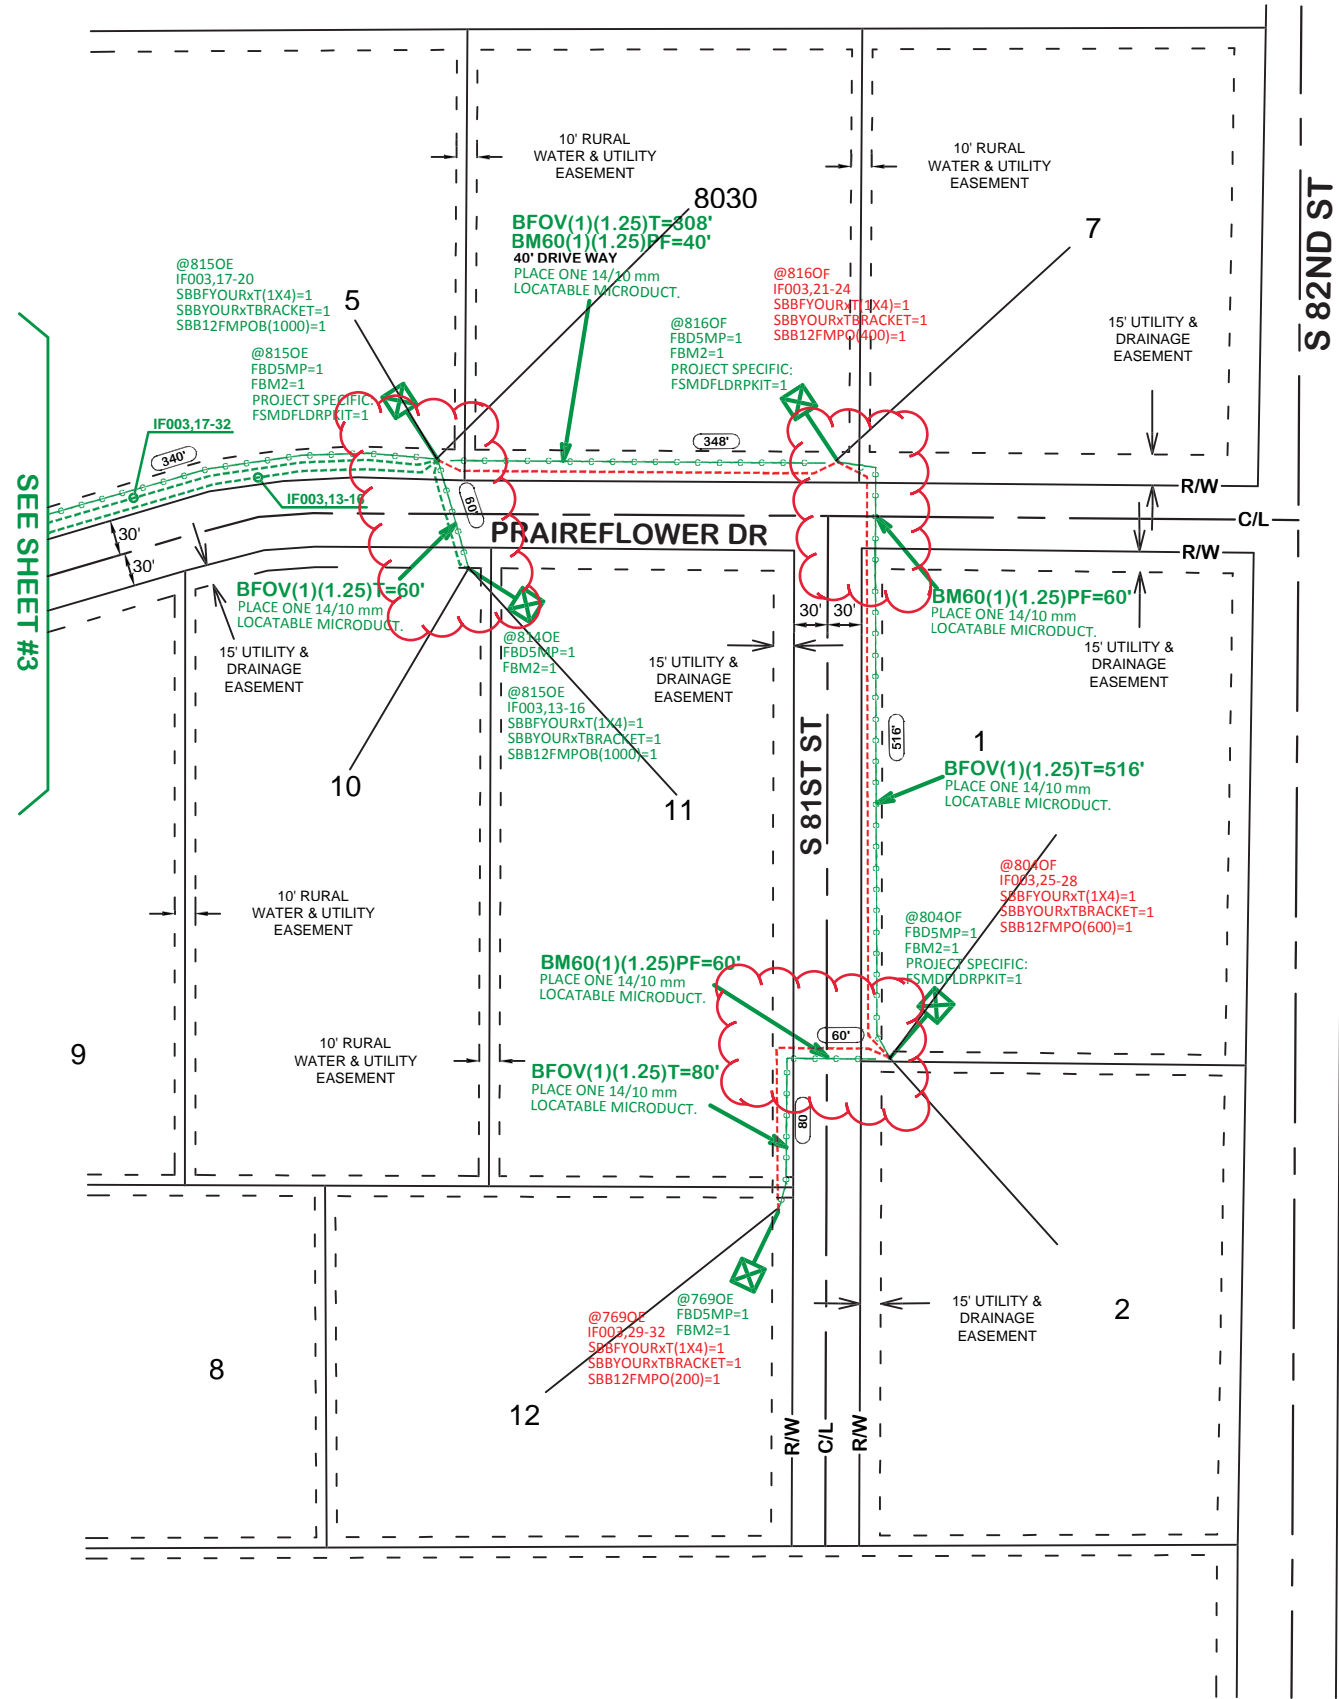 10' RURAL
WATER & UTILITY
EASEMENT
10' RURAL
WATER & UTILITY
EASEMENT
S 82ND ST
8030
7
BFOV(1)(1.25)T=308'
BM60(1)(1.25)PF=40'
40' DRIVE WAY
PLACE ONE 14/10 mm
LOCATABLE MICRODUCT.
@815OE
IF003,17-20
SBBFYOURxT(1X4)=1
SBBYOURxTBRACKET=1
SBB12FMPOB(1000)=1
5
@816OF
IF003,21-24
SBBFYOURxT(1X4)=1
SBBYOURxTBRACKET=1
SBB12FMPO(400)=1
@816OF
FBD5MP=1
FBM2=1
PROJECT SPECIFIC:
FSMDFLDRPKIT=1
15' UTILITY &
DRAINAGE
EASEMENT
@815OE
FBD5MP=1
FBM2=1
PROJECT SPECIFIC:
FSMDFLDRPKIT=1
IF003,17-32
340'
348'
SEE SHEET #3
IF003,13-16
60'
R/W
C/L
R/W
PRAIREFLOWER DR
30'
30'
BFOV(1)(1.25)T=60'
PLACE ONE 14/10 mm
LOCATABLE MICRODUCT.
BM60(1)(1.25)PF=60'
PLACE ONE 14/10 mm
LOCATABLE MICRODUCT.
30'
30'
15' UTILITY &
DRAINAGE
EASEMENT
@814OE
FBD5MP=1
FBM2=1
@815OE
IF003,13-16
SBBFYOURxT(1X4)=1
SBBYOURxTBRACKET=1
SBB12FMPOB(1000)=1
15' UTILITY &
DRAINAGE
EASEMENT
15' UTILITY &
DRAINAGE
EASEMENT
516'
1
BFOV(1)(1.25)T=516'
PLACE ONE 14/10 mm
LOCATABLE MICRODUCT.
10
11
S 81ST ST
10' RURAL
WATER & UTILITY
EASEMENT
@804OF
IF003,25-28
SBBFYOURxT(1X4)=1
SBBYOURxTBRACKET=1
SBB12FMPO(600)=1
@804OF
FBD5MP=1
FBM2=1
PROJECT SPECIFIC:
FSMDFLDRPKIT=1
BM60(1)(1.25)PF=60'
PLACE ONE 14/10 mm
LOCATABLE MICRODUCT.
60'
9
10' RURAL
WATER & UTILITY
EASEMENT
BFOV(1)(1.25)T=80'
PLACE ONE 14/10 mm
LOCATABLE MICRODUCT.
80
@769OE
FBD5MP=1
FBM2=1
@769OE
IF003,29-32
SBBFYOURxT(1X4)=1
SBBYOURxTBRACKET=1
SBB12FMPO(200)=1
15' UTILITY &
DRAINAGE
EASEMENT
2
8
12
R/W
C/L
R/W